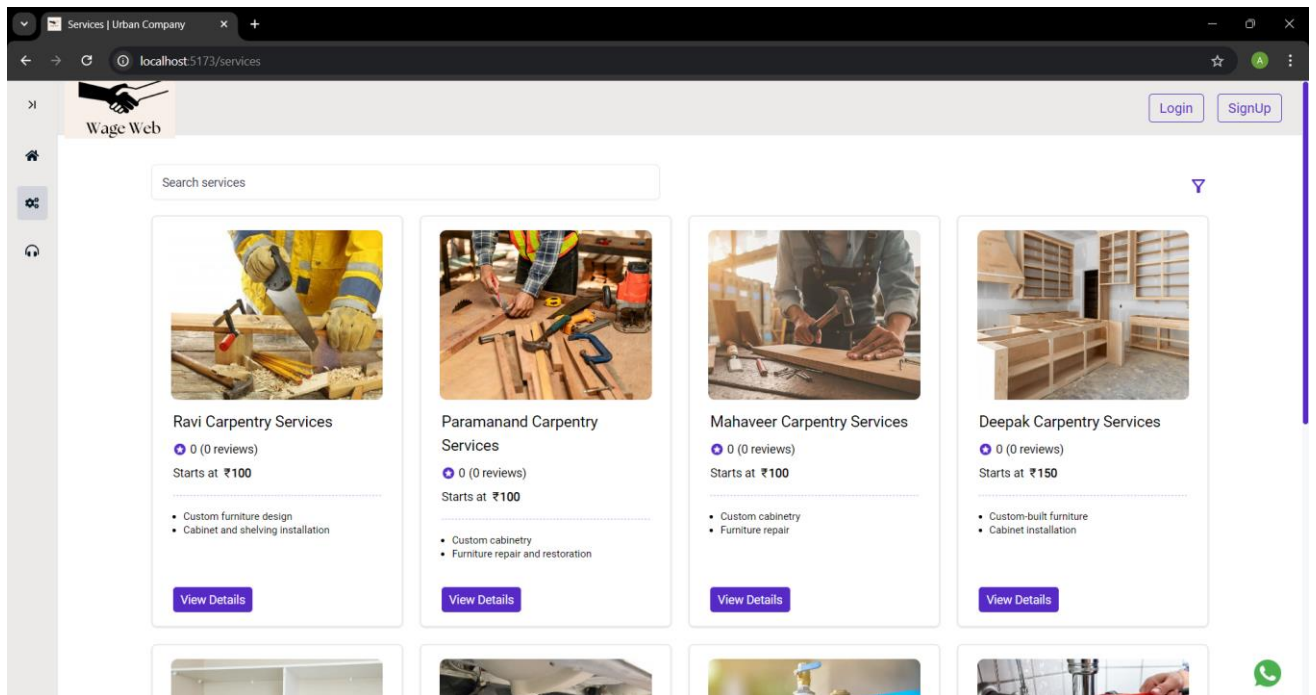 Services | Urban Company
localhost:5173/services
A
Wage Web
Login
SignUp
Search services
Ravi Carpentry Services
0 (0 reviews)
Starts at ₹100
• Custom furniture design
• Cabinet and shelving installation
View Details
Paramanand Carpentry
Services
0 (0 reviews)
Starts at ₹100
• Custom cabinetry
• Furniture repair and restoration
View Details
Mahaveer Carpentry Services
0 (0 reviews)
Starts at ₹100
• Custom cabinetry
• Furniture repair
View Details
Deepak Carpentry Services
0 (0 reviews)
Starts at ₹150
• Custom-built furniture
• Cabinet installation
View Details